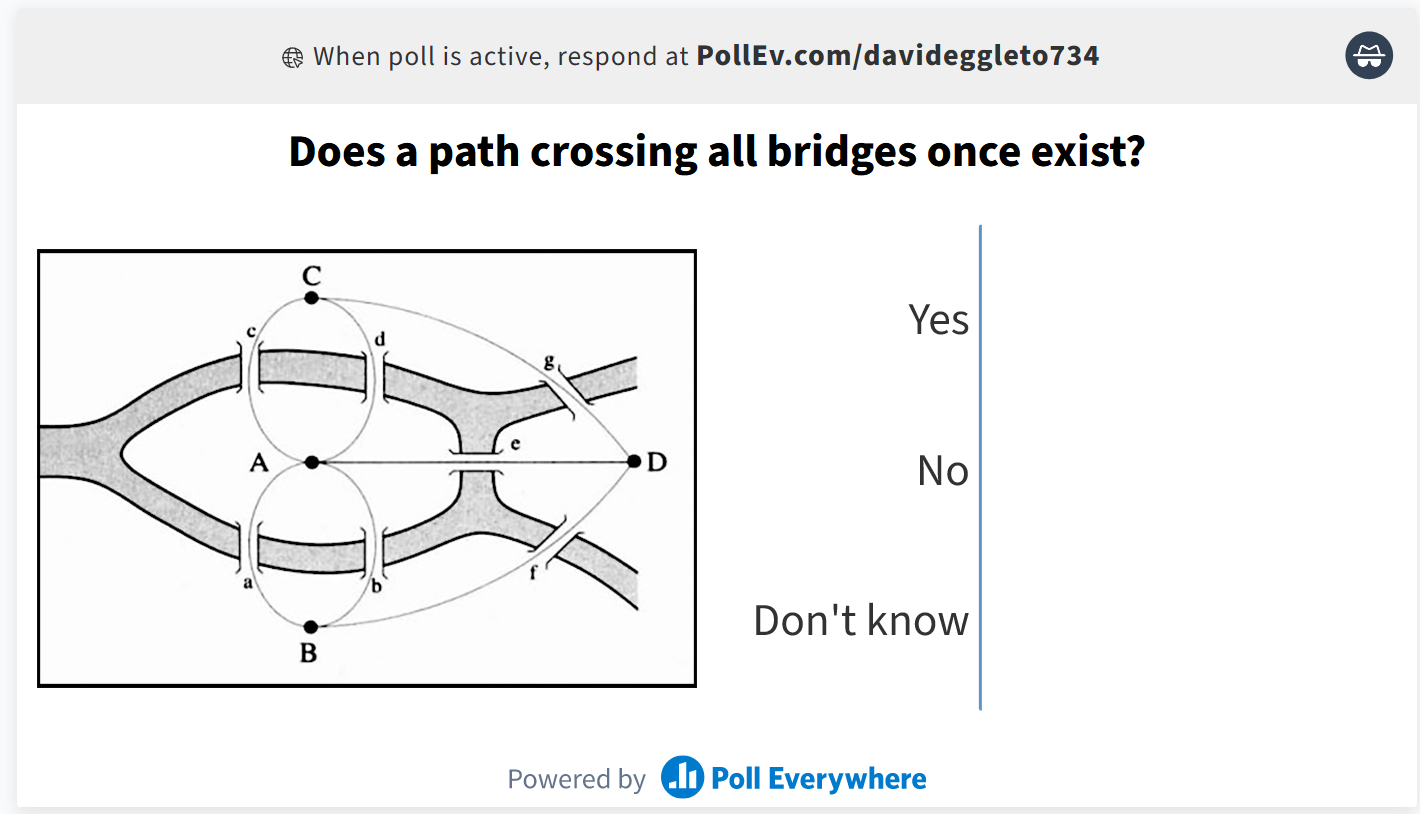 When poll is active, respond at PollEv.com/davideggleto734
Does a path crossing all bridges once exist?
C
c
d
g
A
e
D
a
b
f
B
Yes
No
Don't know
Powered by Poll Everywhere